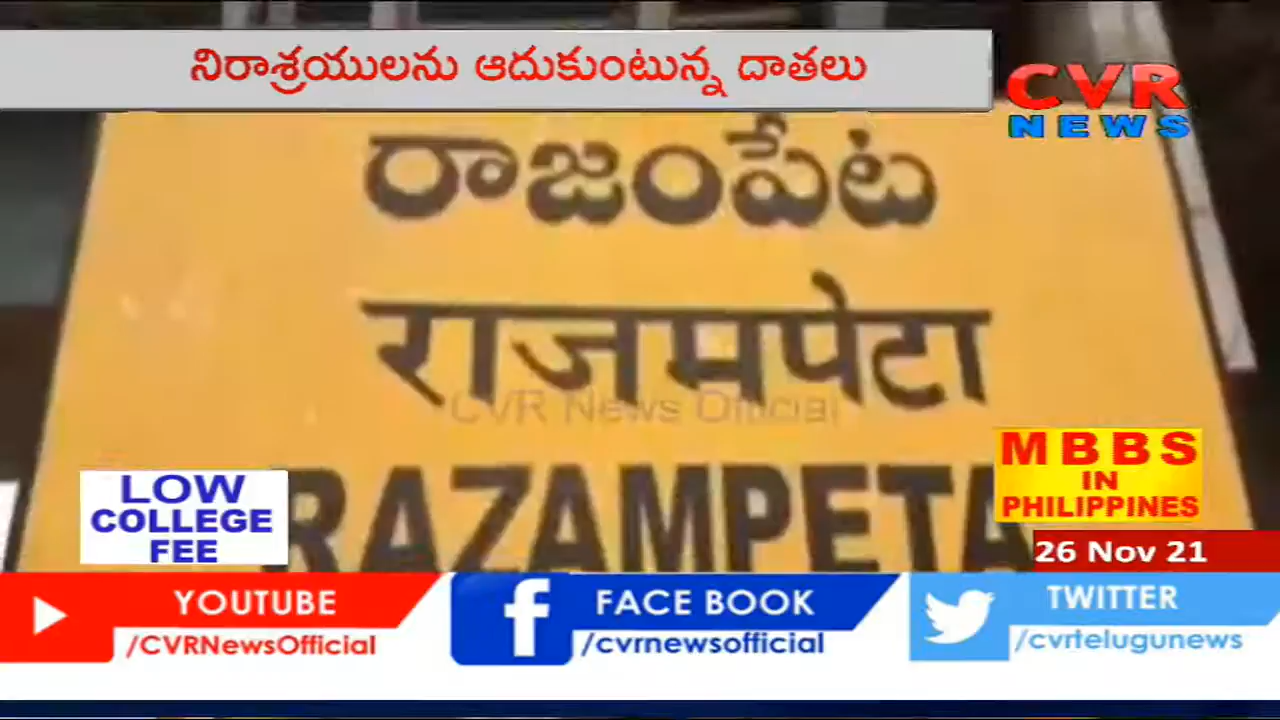 నిరాశ్రయులను ఆదుకుంటున్న దాతలు
CVR
NEWS
రాజంపేట
राजमपेटा
CVR News Official
RAZAMPETA
LOW
COLLEGE
FEE
MBBS
IN
PHILIPPINES
26 Nov 21
YOUTUBE
/CVRNewsOfficial
FACE BOOK
/cvrnewsofficial
TWITTER
/cvrtelugunews